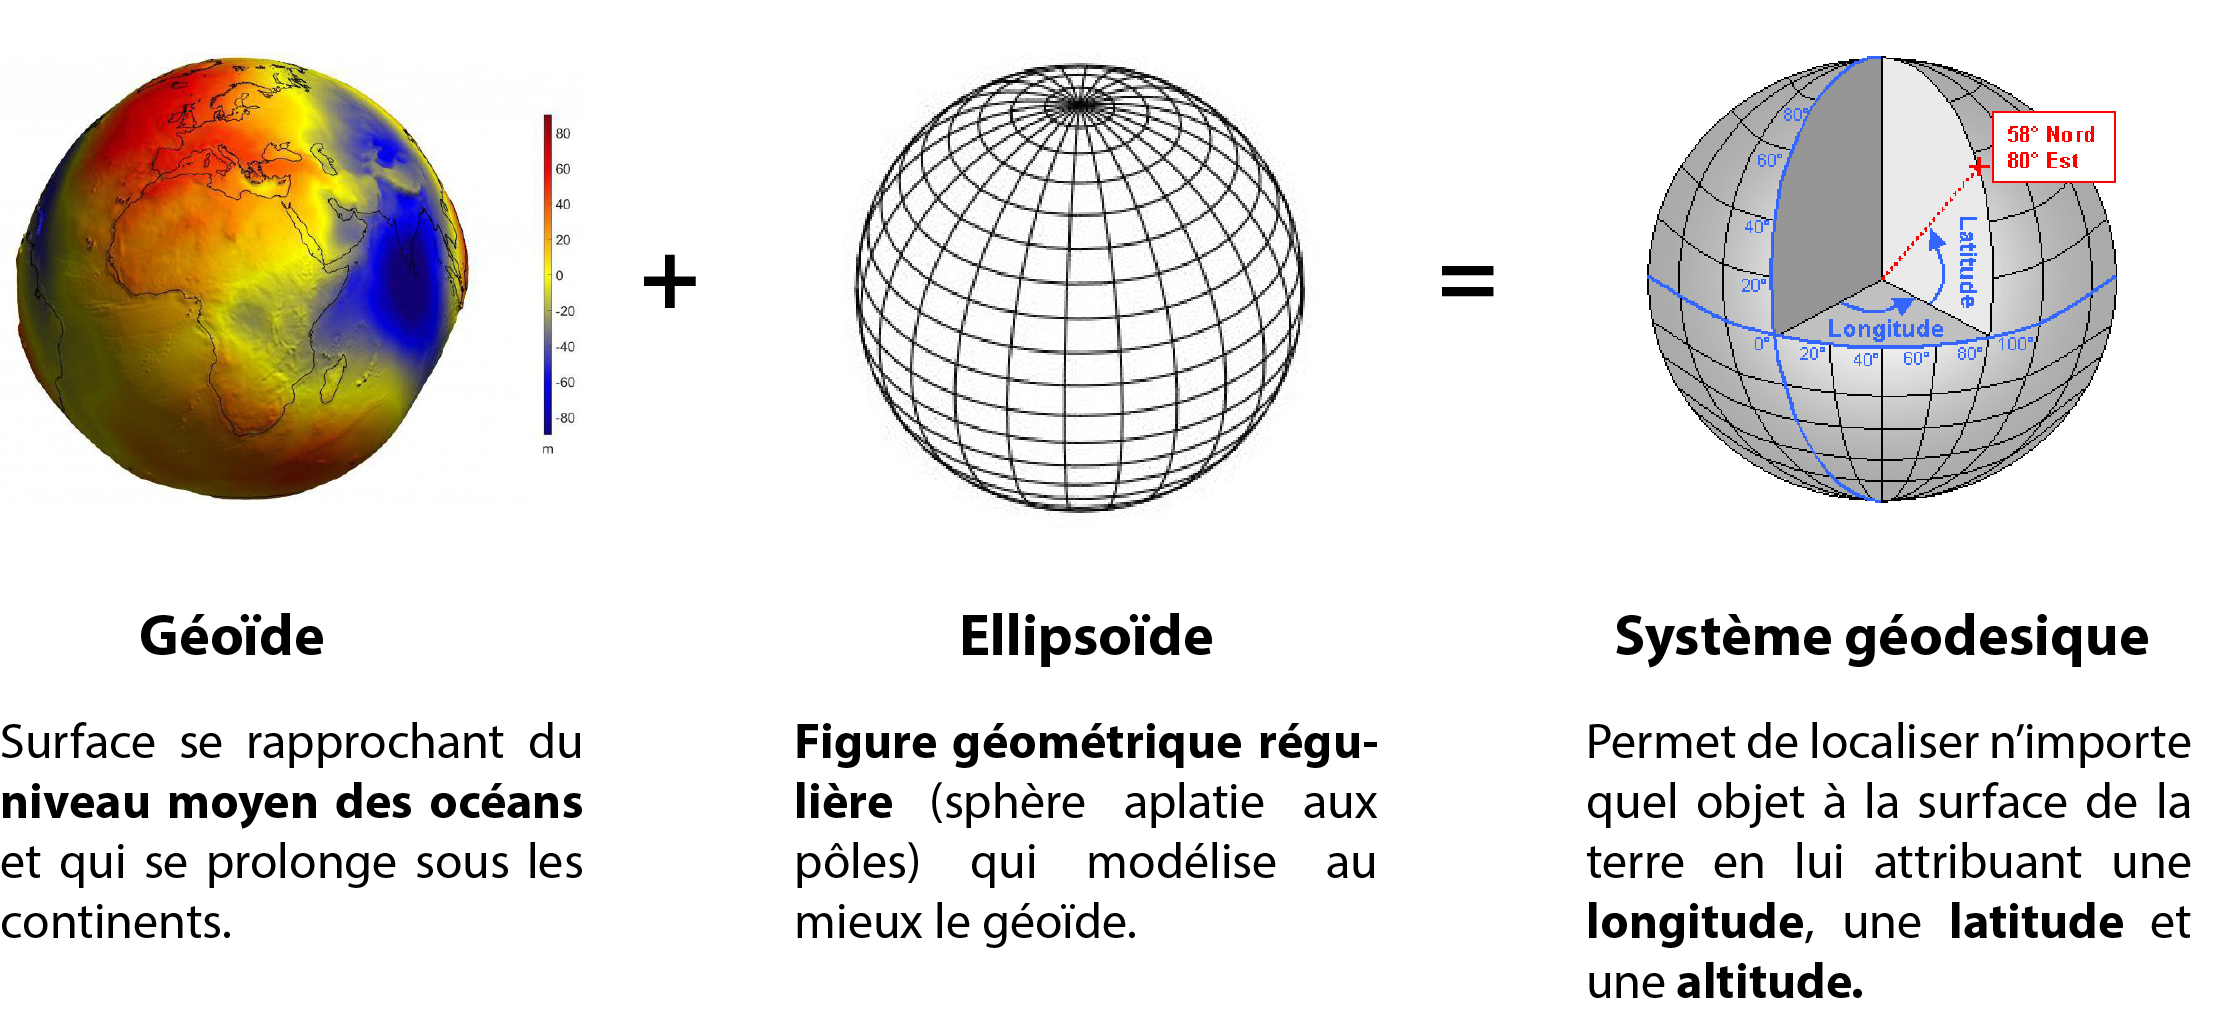 80
60
40
20
0
-20
-40
-60
-80
m
+
=
80°
60°
40°
20°
0°
20°
40°
60°
80°
100°
58° Nord
80° Est
Latitude
Longitude
Géoïde
Surface se rapprochant du
niveau moyen des océans
et qui se prolonge sous les
continents.
Ellipsoïde
Figure géométrique régu-
lière (sphère aplatie aux
pôles) qui modélise au
mieux le géoïde.
Système géodesique
Permet de localiser n’importe
quel objet à la surface de la
terre en lui attribuant une
longitude, une latitude et
une altitude.